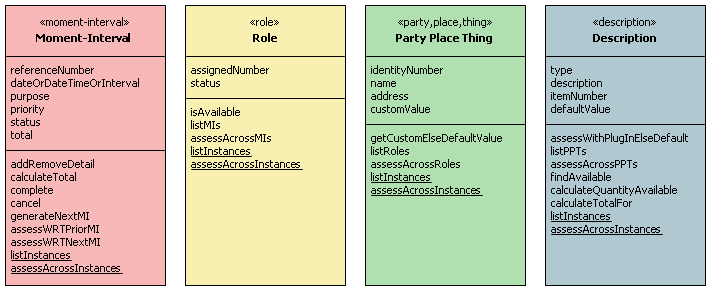 «moment-interval»
Moment-Interval
referenceNumber
dateOrDateTimeOrInterval
purpose
priority
status
total
addRemoveDetail
calculateTotal
complete
cancel
generateNextMI
assessWRTPriorMI
assessWRTNextMI
listInstances
assessAcrossInstances
«role»
Role
assignedNumber
status
isAvailable
listMIs
assessAcrossMIs
listInstances
assessAcrossInstances
«party,place,thing»
Party Place Thing
identityNumber
name
address
customValue
getCustomElseDefaultValue
listRoles
assessAcrossRoles
listInstances
assessAcrossInstances
«description»
Description
type
description
itemNumber
defaultValue
assessWithPlugInElseDefault
listPPTs
assessAcrossPPTs
findAvailable
calculateQuantityAvailable
calculateTotalFor
listInstances
assessAcrossInstances